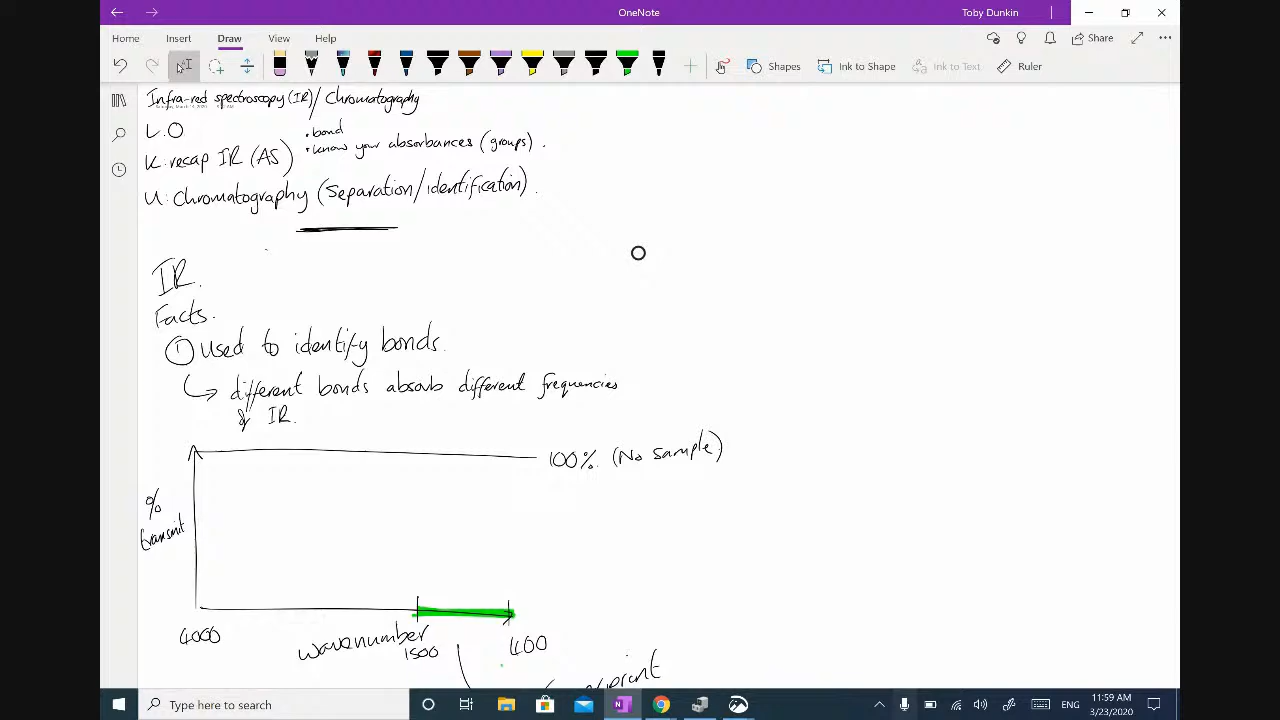 OneNote
Toby Dunkin
Home
Insert
Draw
View
Help
Share
Shapes
Ink to Shape
Ink to Text
Ruler
Infra-red spectroscopy (IR) / Chromatography
L.O
K: recap IR (AS)
• bond
• know your absorbances (groups).
U: Chromatography (separation/identification).
IR.
Facts.
① Used to identify bonds.
different bonds absorb different frequencies
of IR.
100%. (No sample)
%
transmit
4000
wavenumber
1500
400
Type here to search
ENG
11:59 AM
3/23/2020